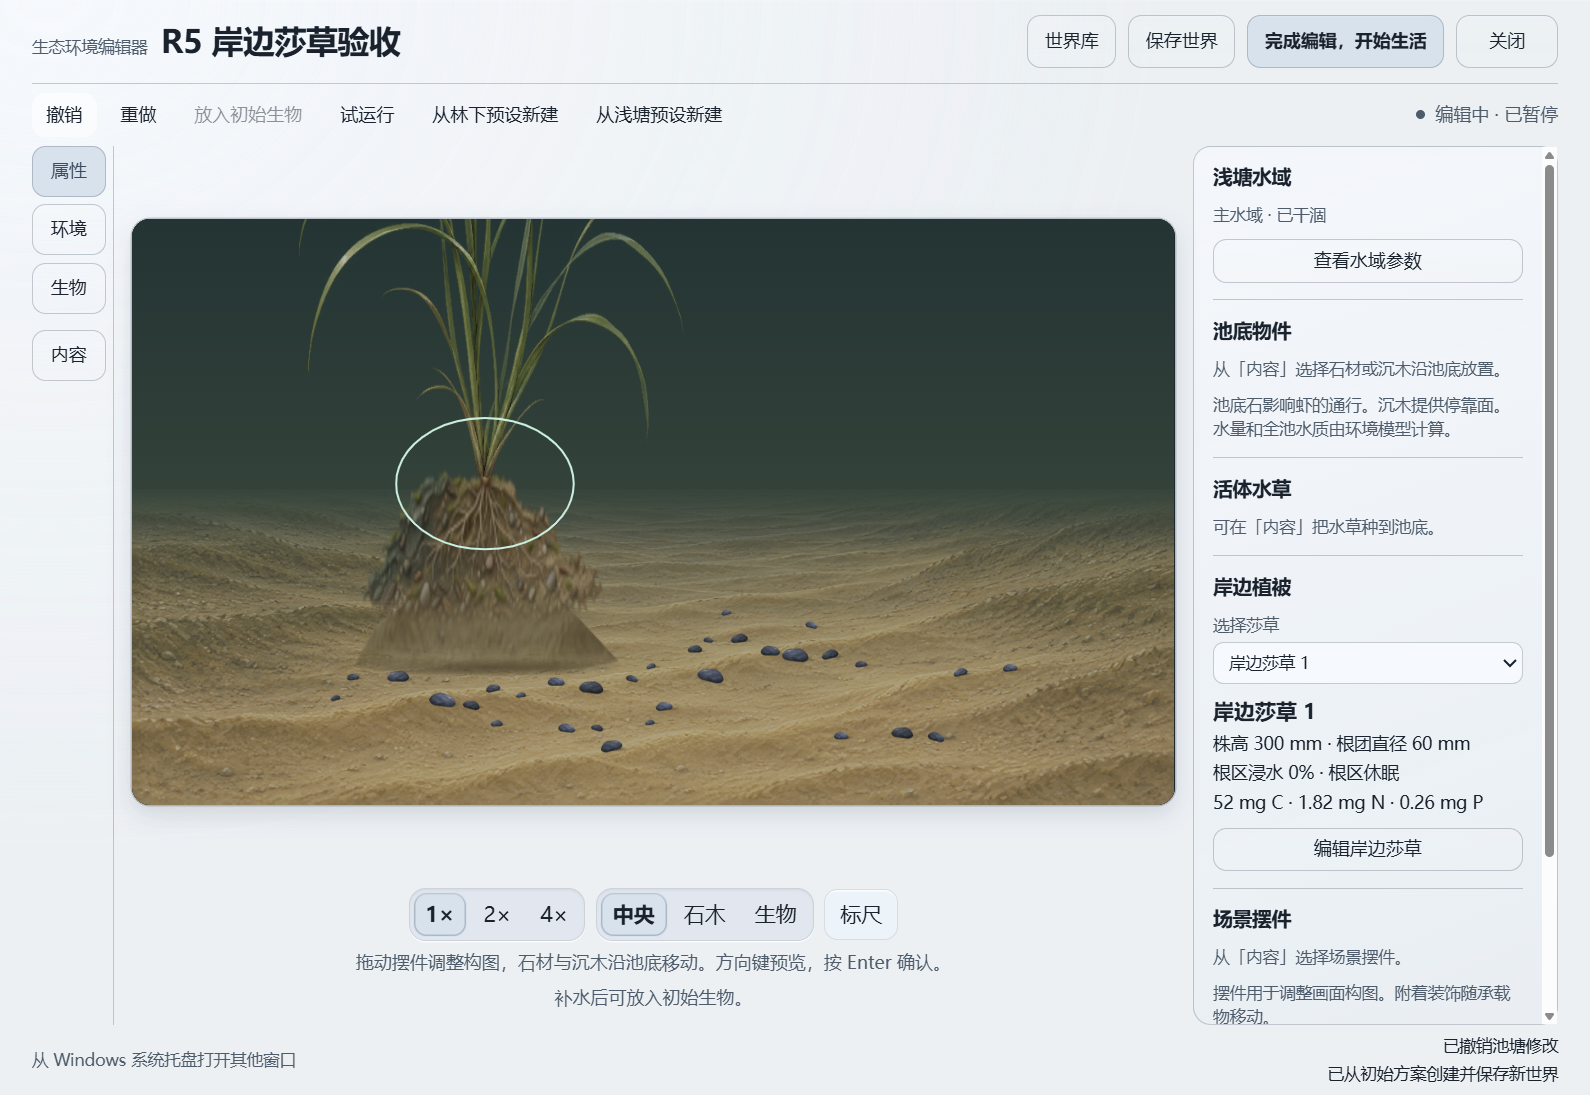 生态环境编辑器 R5 岸边莎草验收
世界库 保存世界 完成编辑，开始生活 关闭
撤销 重做 放入初始生物 试运行 从林下预设新建 从浅塘预设新建
编辑中 · 已暂停
属性
环境
生物
内容
浅塘水域
主水域 · 已干涸
查看水域参数
池底物件
从「内容」选择石材或沉木沿池底放置。
池底石影响虾的通行。沉木提供停靠面。
水量和全池水质由环境模型计算。
活体水草
可在「内容」把水草种到池底。
岸边植被
选择莎草
岸边莎草 1
岸边莎草 1
株高 300 mm · 根团直径 60 mm
根区浸水 0% · 根区休眠
52 mg C · 1.82 mg N · 0.26 mg P
编辑岸边莎草
场景摆件
从「内容」选择场景摆件。
摆件用于调整画面构图。附着装饰随承载
物移动。
1× 2× 4× 中央 石木 生物 标尺
拖动摆件调整构图，石材与沉木沿池底移动。方向键预览，按 Enter 确认。
补水后可放入初始生物。
从 Windows 系统托盘打开其他窗口
已撤销池塘修改
已从初始方案创建并保存新世界